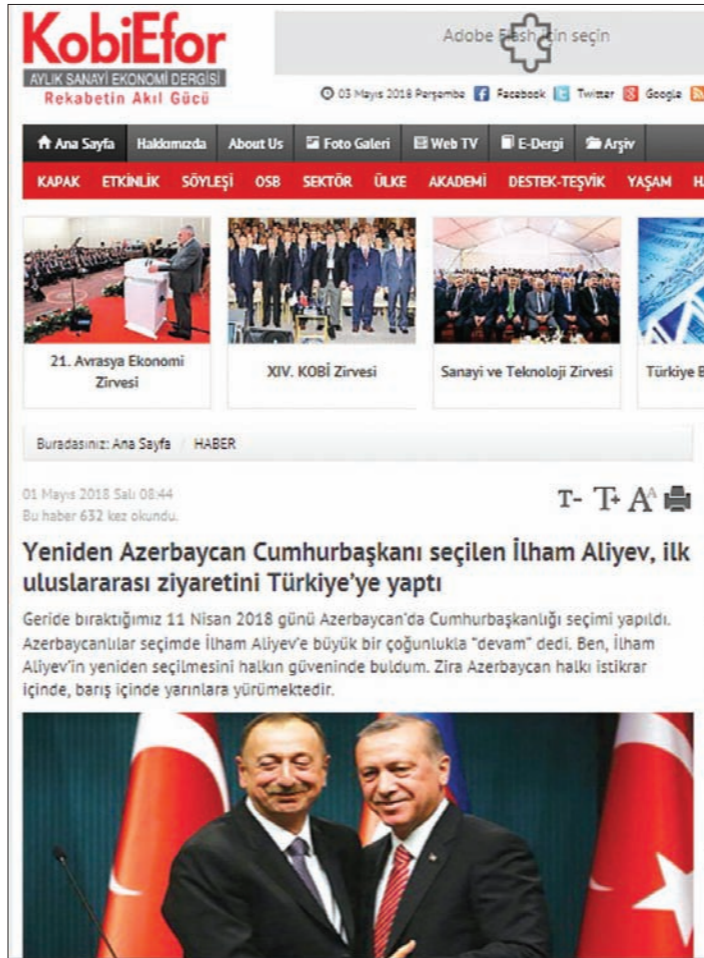 KobiEfor
AYLIK SANAYİ EKONOMİ DERGİSİ
Rekabetin Akıl Gücü
Adobe Flash için seçin
03 Mayıs 2018 Perşembe Facebook Twitter Google
Ana Sayfa Hakkımızda About Us Foto Galeri Web TV E-Dergi Arşiv
KAPAK ETKİNLİK SÖYLEŞİ OSB SEKTÖR ÜLKE AKADEMİ DESTEK-TEŞVİK YAŞAM
21. Avrasya Ekonomi
Zirvesi
XIV. KOBİ Zirvesi
Sanayi ve Teknoloji Zirvesi
Türkiye
Buradasınız: Ana Sayfa / HABER
01 Mayıs 2018 Salı 08:44
Bu haber 632 kez okundu.
T- T+ AA
Yeniden Azerbaycan Cumhurbaşkanı seçilen İlham Aliyev, ilk
uluslararası ziyaretini Türkiye'ye yaptı
Geride bıraktığımız 11 Nisan 2018 günü Azerbaycan'da Cumhurbaşkanlığı seçimi yapıldı.
Azerbaycanlılar seçimde İlham Aliyev'e büyük bir çoğunlukla "devam" dedi. Ben, İlham
Aliyev'in yeniden seçilmesini halkın güveninde buldum. Zira Azerbaycan halkı istikrar
içinde, barış içinde yarınlara yürümektedir.